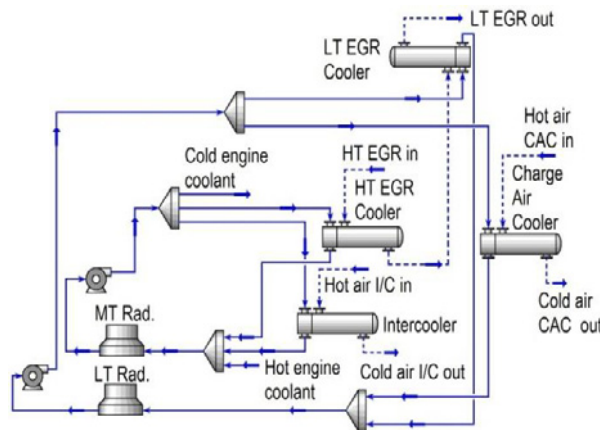 LT EGR out
LT EGR
Cooler
Hot air
CAC in
Cold engine
coolant
HT EGR in
HT EGR
Cooler
Charge
Air
Cooler
Hot air I/C in
MT Rad.
Intercooler
Cold air
CAC out
LT Rad.
Hot engine
coolant
Cold air I/C out